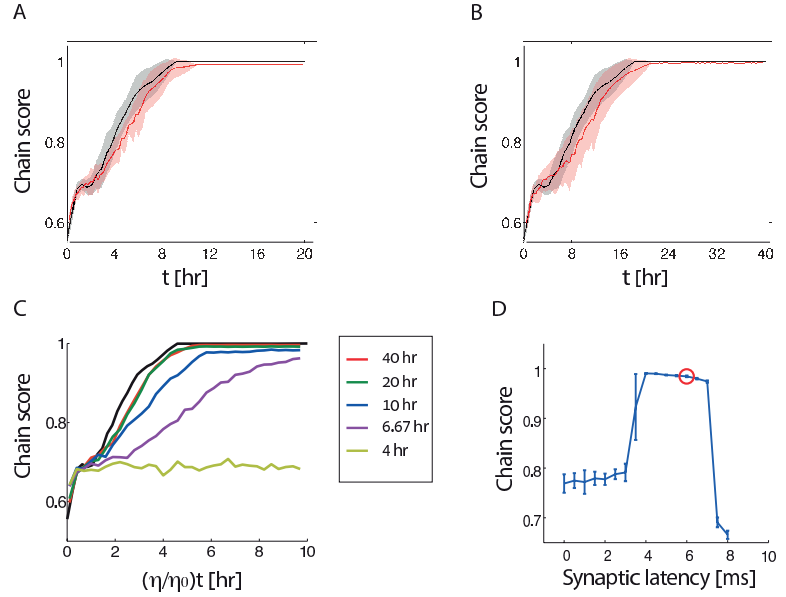 A
Chain score
1
0.8
0.6
0 4 8 12 16 20
t [hr]
B
Chain score
1
0.8
0.6
0 8 16 24 32 40
t [hr]
C
Chain score
1
0.8
0.6
0 2 4 6 8 10
(η/η0)t [hr]
40 hr
20 hr
10 hr
6.67 hr
4 hr
D
Chain score
1
0.9
0.8
0.7
0 2 4 6 8 10
Synaptic latency [ms]